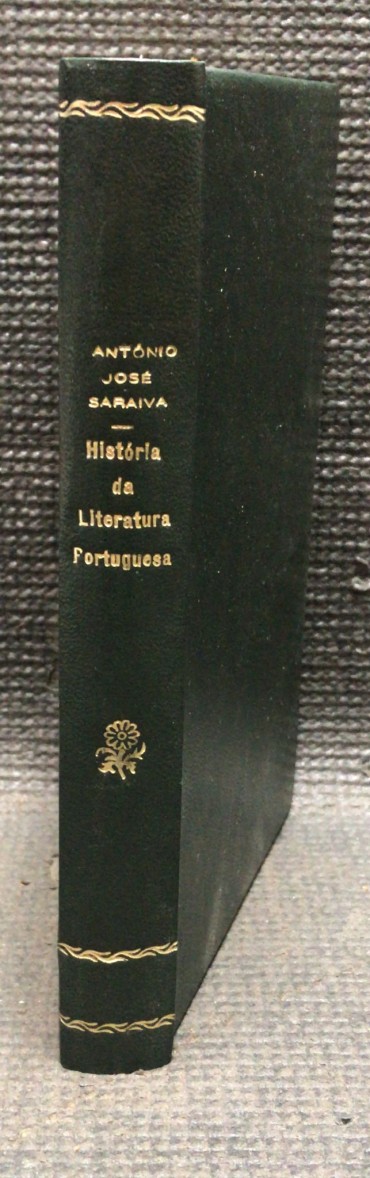 ANTÓNIO
JOSÉ
SARAIVA
História
da
Literatura
Portuguesa